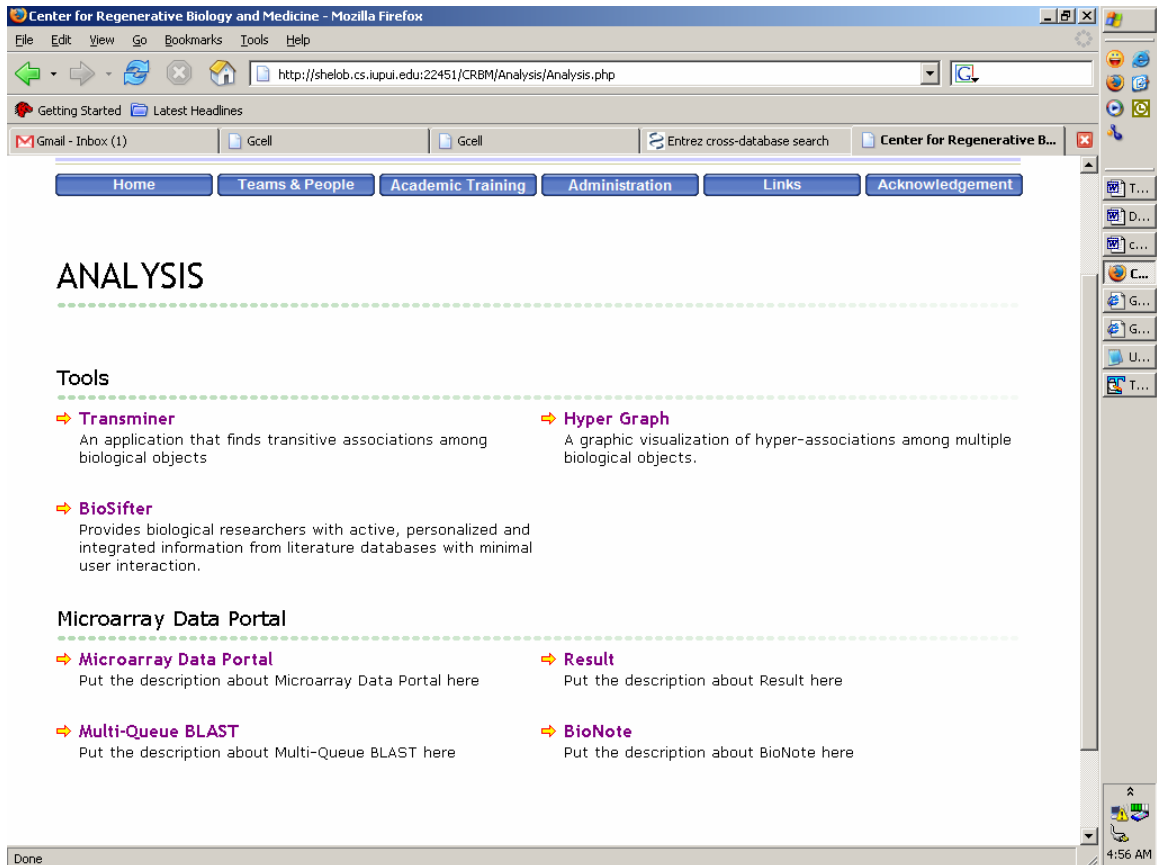 Center for Regenerative Biology and Medicine - Mozilla Firefox
File Edit View Go Bookmarks Tools Help
http://shelob.cs.iupui.edu:22451/CRBM/Analysis/Analysis.php
G
Getting Started Latest Headlines
Gmail - Inbox (1) Gcell Gcell Entrez cross-database search Center for Regenerative B...
Home Teams & People Academic Training Administration Links Acknowledgement
ANALYSIS
Tools
Transminer
An application that finds transitive associations among
biological objects
Hyper Graph
A graphic visualization of hyper-associations among multiple
biological objects.
BioSifter
Provides biological researchers with active, personalized and
integrated information from literature databases with minimal
user interaction.
Microarray Data Portal
Microarray Data Portal
Put the description about Microarray Data Portal here
Result
Put the description about Result here
Multi-Queue BLAST
Put the description about Multi-Queue BLAST here
BioNote
Put the description about BioNote here
Done
T...
D...
c...
C...
G...
G...
U...
T...
4:56 AM